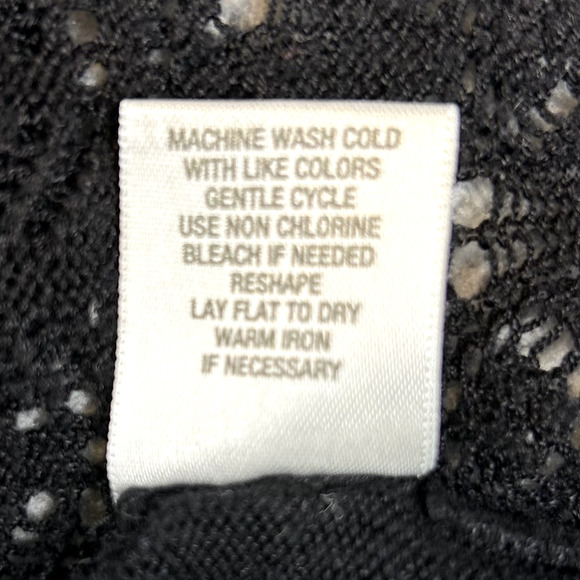 MACHINE WASH COLD
WITH LIKE COLORS
GENTLE CYCLE
USE NON CHLORINE
BLEACH IF NEEDED
RESHAPE
LAY FLAT TO DRY
WARM IRON
IF NECESSARY